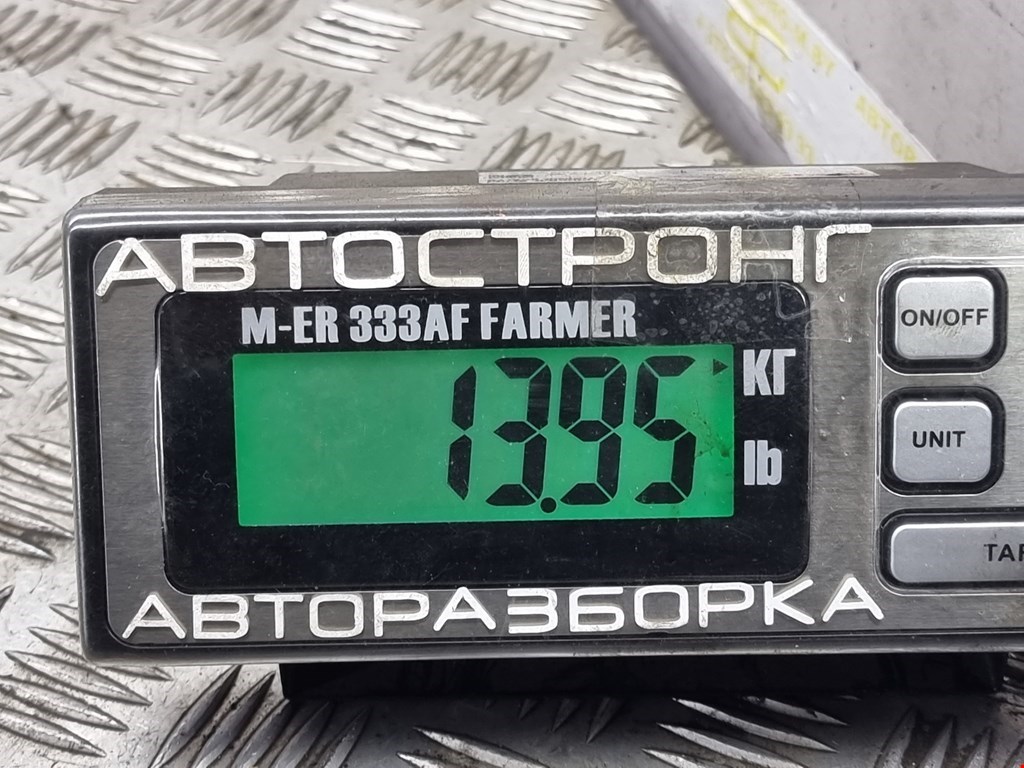 АВТОСТРОНГ
M-ER 333AF FARMER
13.95
КГ
lb
ON/OFF
UNIT
АВТОРАЗБОРКА